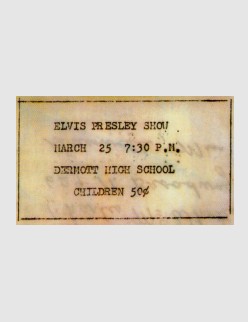 ELVIS PRESLEY SHOW
MARCH 25 7:30 P.M.
DERMOTT HIGH SCHOOL
CHILDREN 50¢